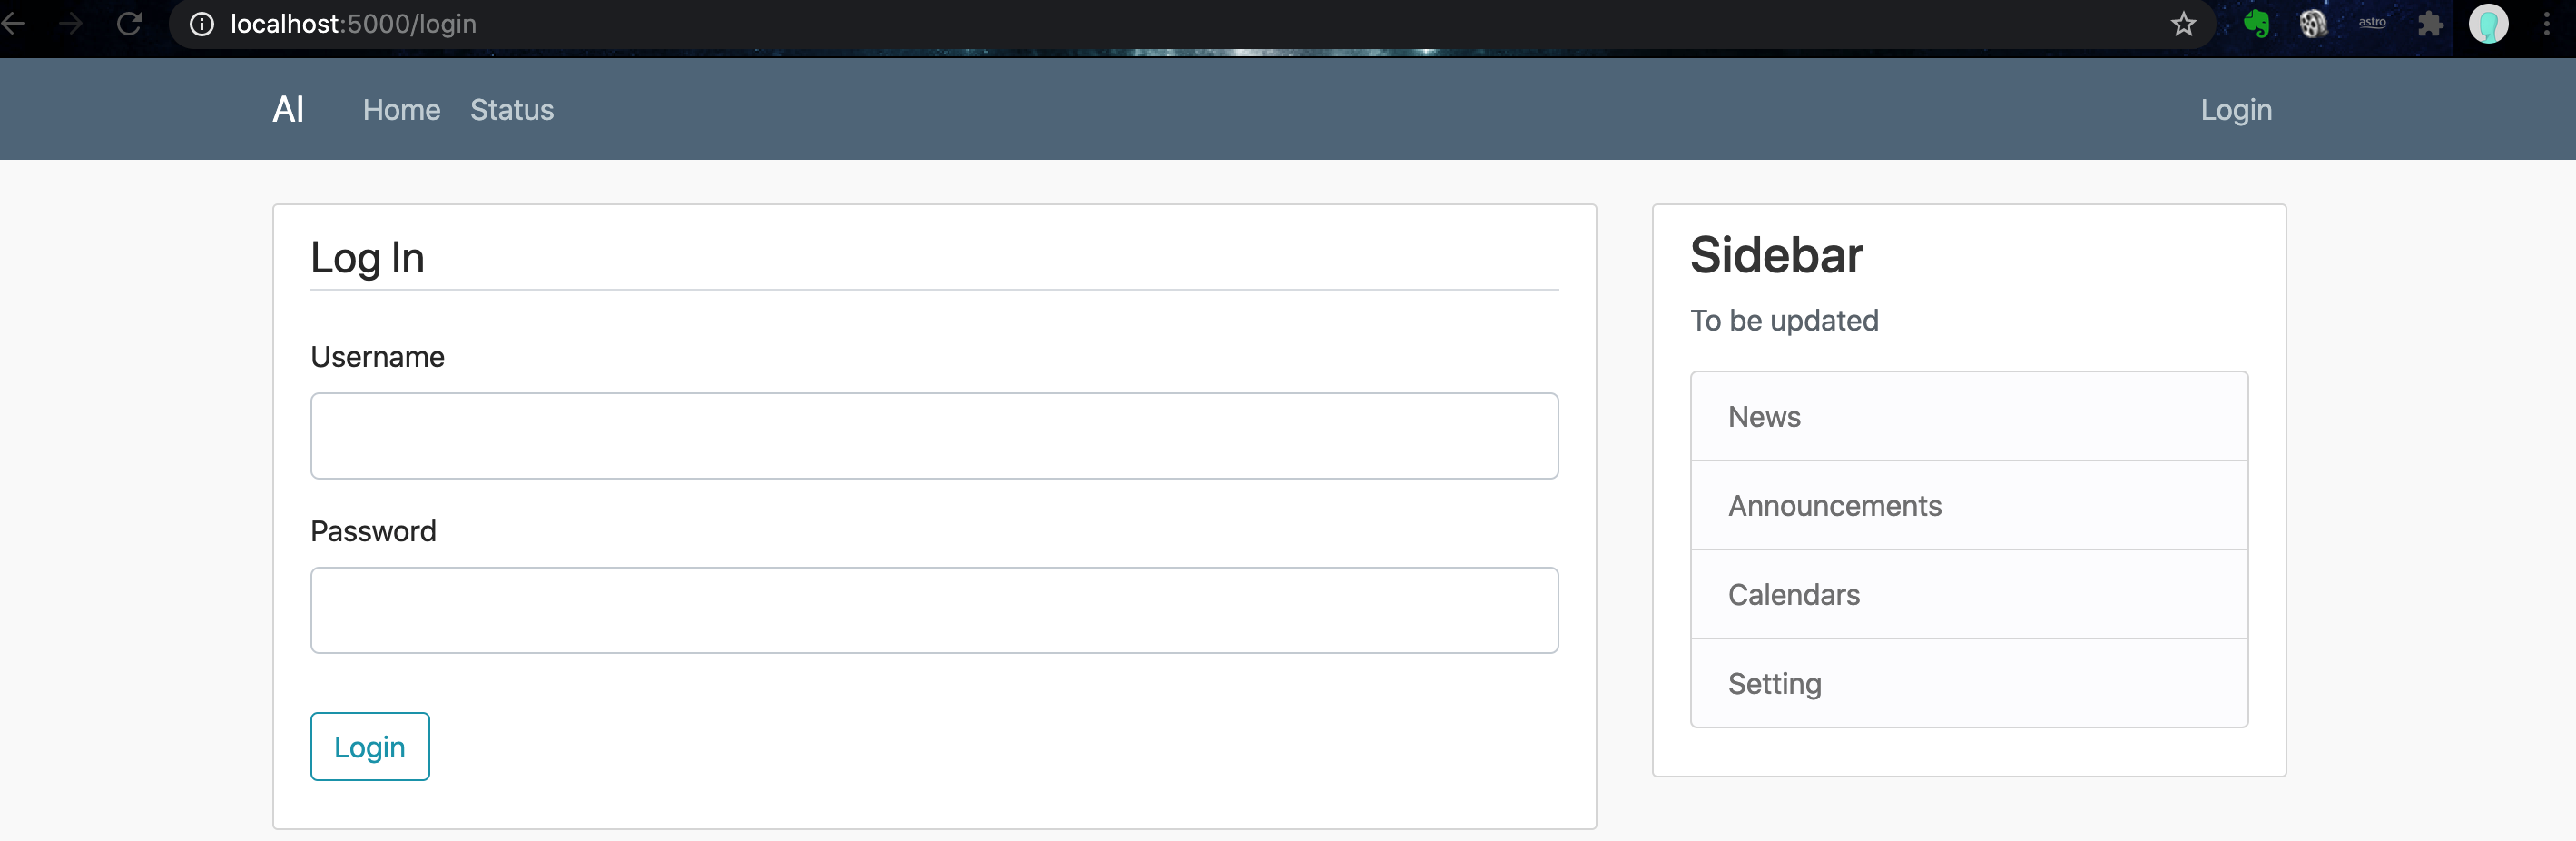 localhost:5000/login
astro
AI Home Status Login
Log In
Username
Password
Login
Sidebar
To be updated
News
Announcements
Calendars
Setting